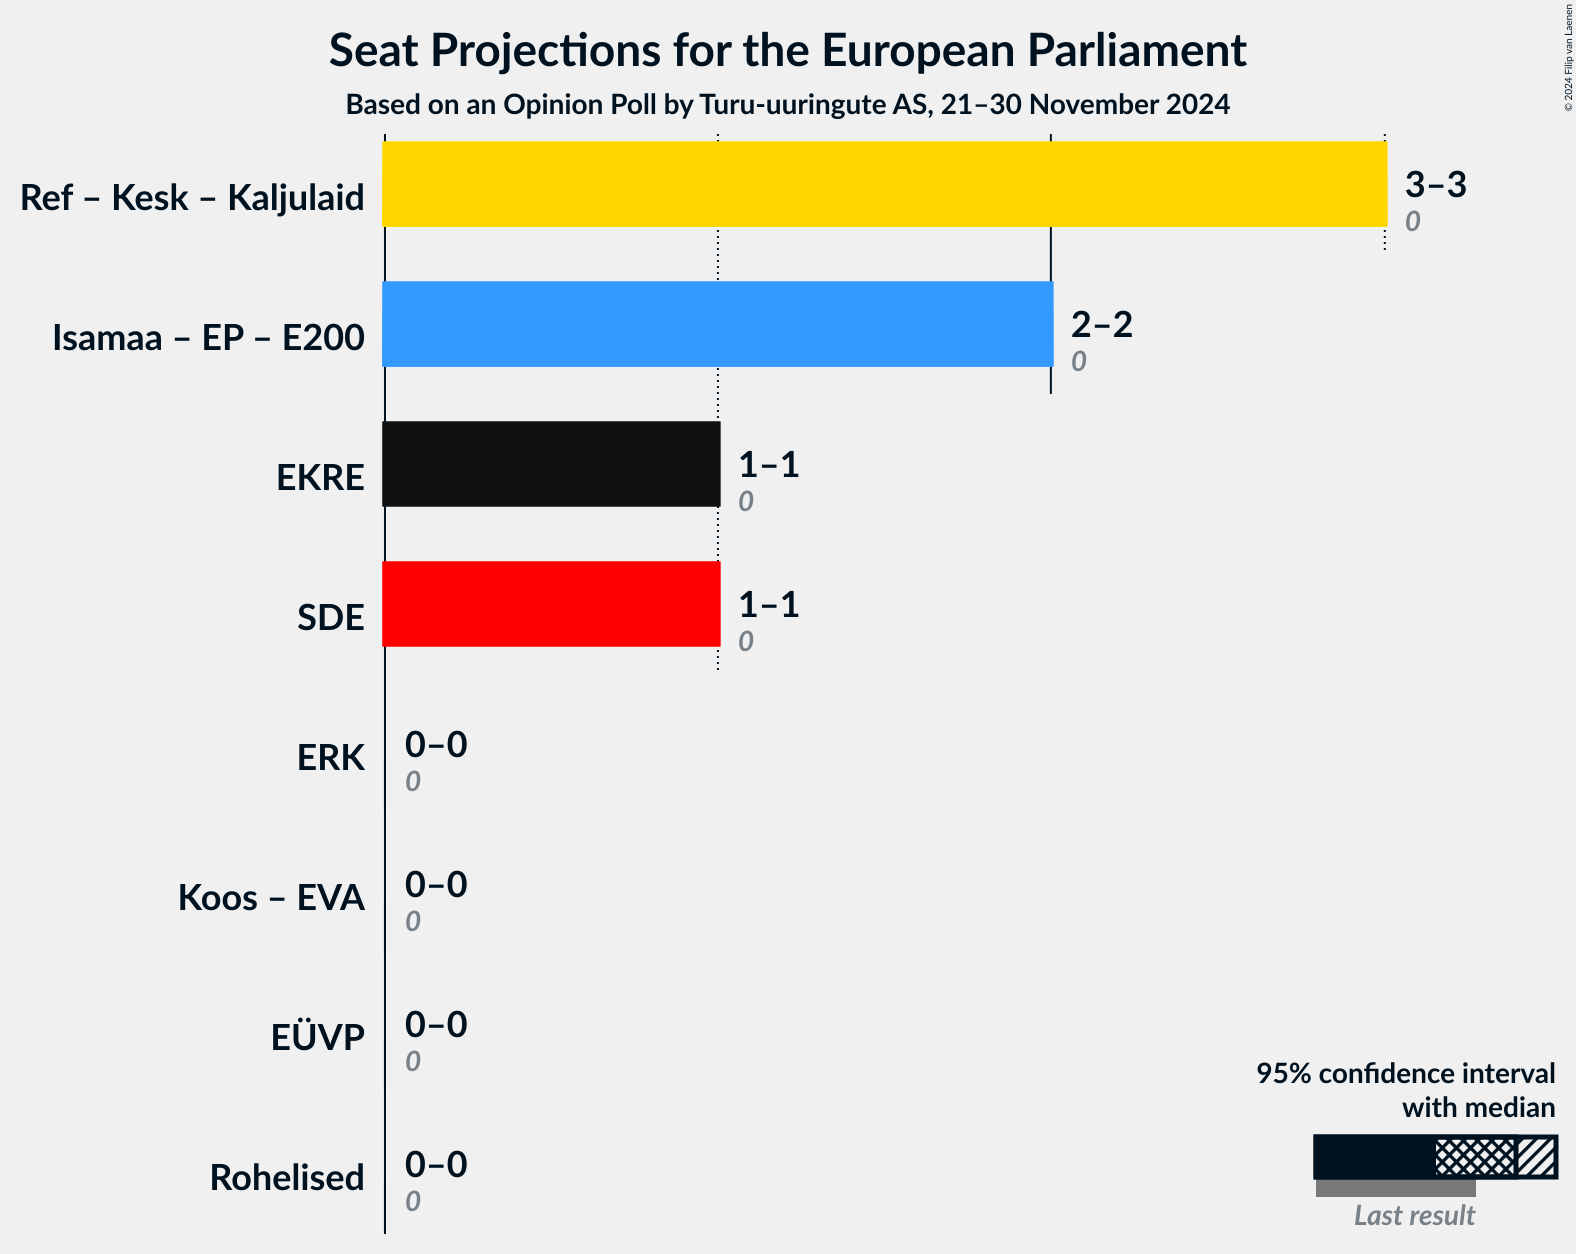 Seat Projections for the European Parliament
Based on an Opinion Poll by Turu-uuringute AS, 21–30 November 2024
© 2024 Filip van Laenen
Ref – Kesk – Kaljulaid
3–3
0
Isamaa – EP – E200
2–2
0
EKRE
1–1
0
SDE
1–1
0
ERK
0–0
0
Koos – EVA
0–0
0
EÜVP
0–0
0
Rohelised
0–0
0
95% confidence interval
with median
Last result